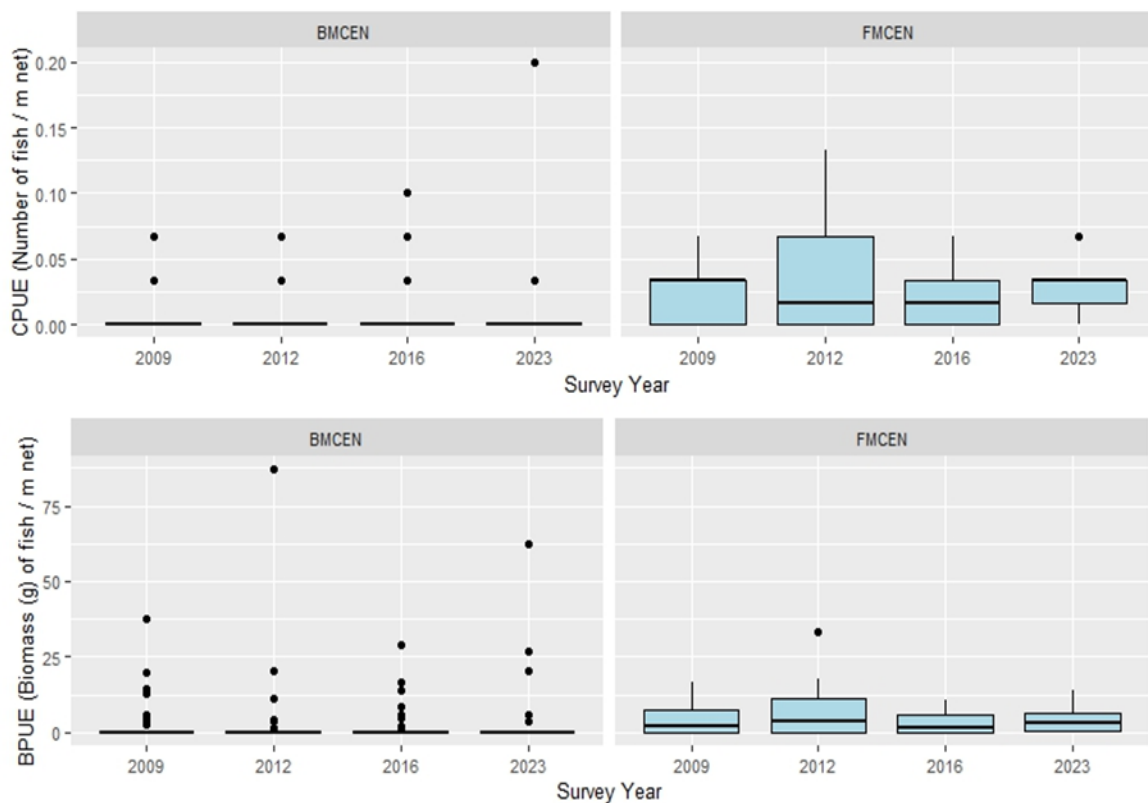 BMCEN FMCEN
CPUE (Number of fish / m net)
0.20
0.15
0.10
0.05
0.00
2009 2012 2016 2023 2009 2012 2016 2023
Survey Year
BMCEN FMCEN
BPUE (Biomass (g) of fish / m net)
75
50
25
0
2009 2012 2016 2023 2009 2012 2016 2023
Survey Year